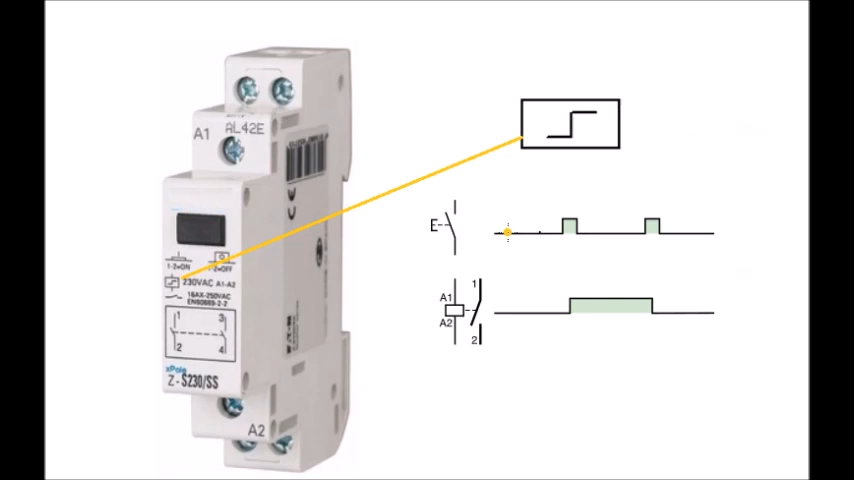 A1 AL42E
1-2=ON 1-2=OFF
230VAC A1-A2
16AX-250VAC
EN60669-2-2
1 3
2 4
xPole
Z-S230/SS
A2
E
1
A1
A2
2